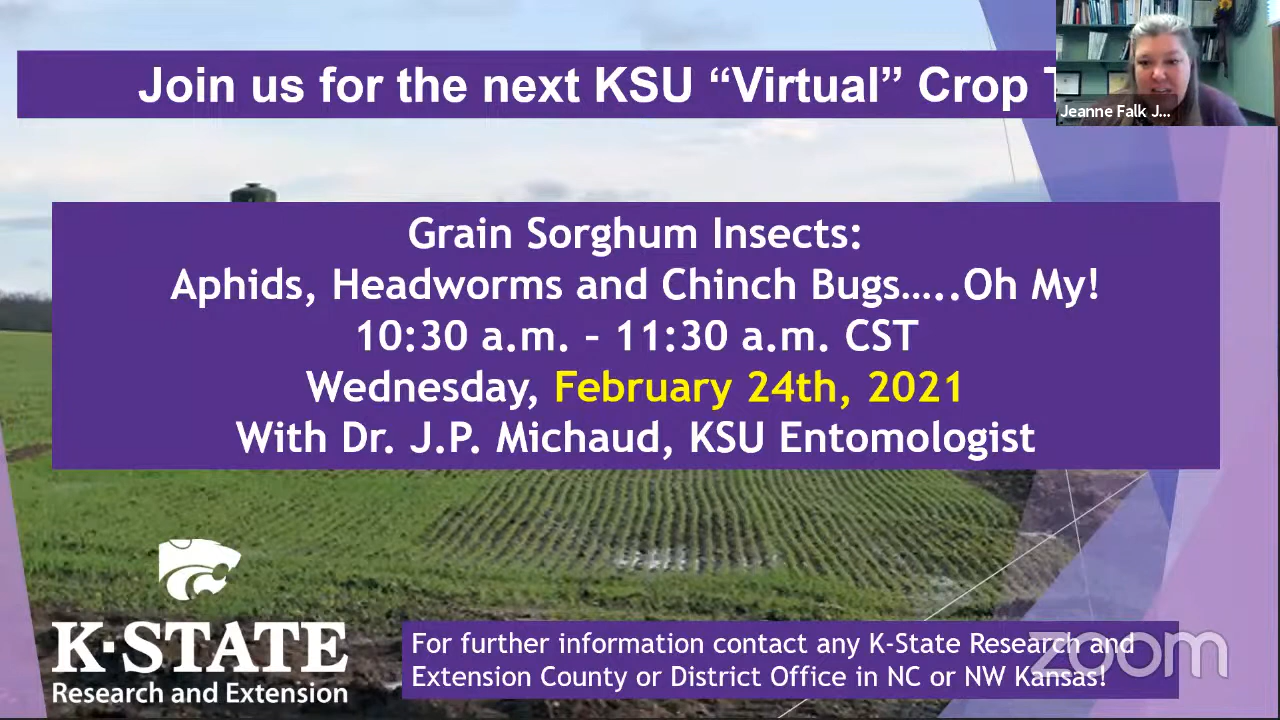 Join us for the next KSU “Virtual” Crop
Jeanne Falk J...
Grain Sorghum Insects:
Aphids, Headworms and Chinch Bugs…..Oh My!
10:30 a.m. – 11:30 a.m. CST
Wednesday, February 24th, 2021
With Dr. J.P. Michaud, KSU Entomologist
K-STATE
Research and Extension
For further information contact any K-State Research and
Extension County or District Office in NC or NW Kansas!
zoom